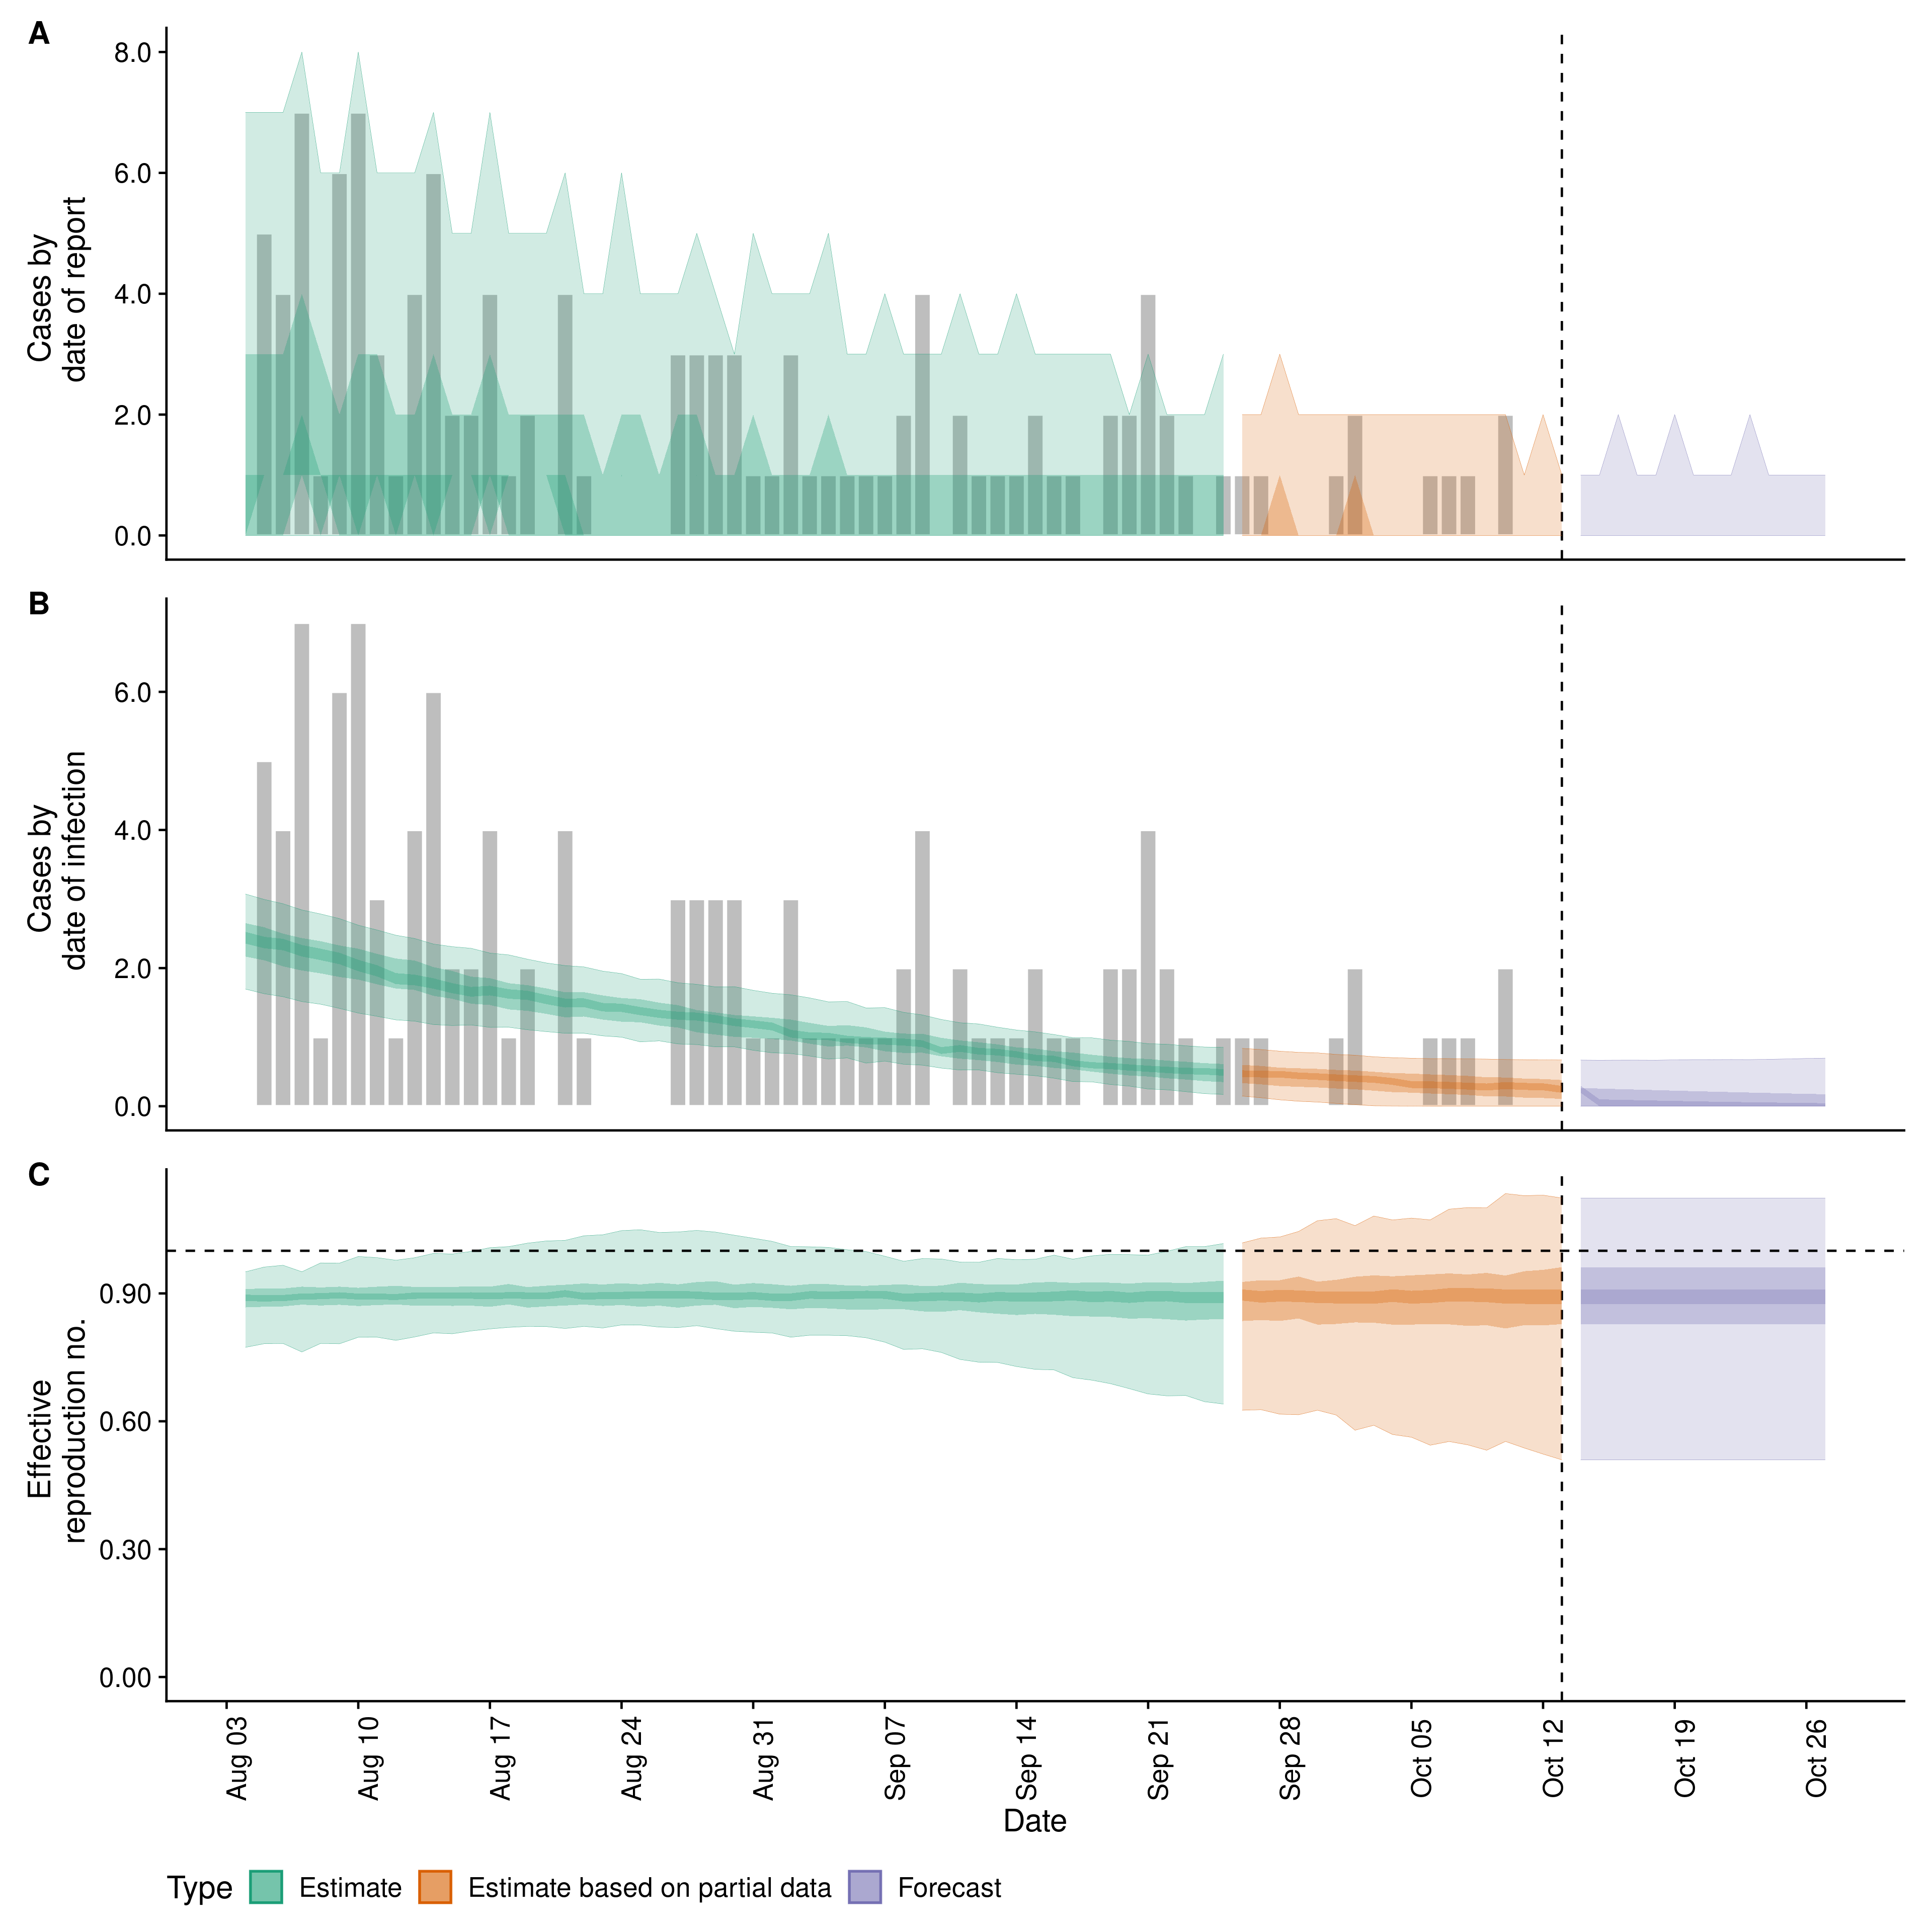 A
8.0
6.0
4.0
2.0
0.0
Cases by
date of report
B
6.0
4.0
2.0
0.0
Cases by
date of infection
C
0.90
0.60
0.30
0.00
Effective
reproduction no.
Aug 03
Aug 10
Aug 17
Aug 24
Aug 31
Sep 07
Sep 14
Sep 21
Sep 28
Oct 05
Oct 12
Oct 19
Oct 26
Date
Type Estimate Estimate based on partial data Forecast